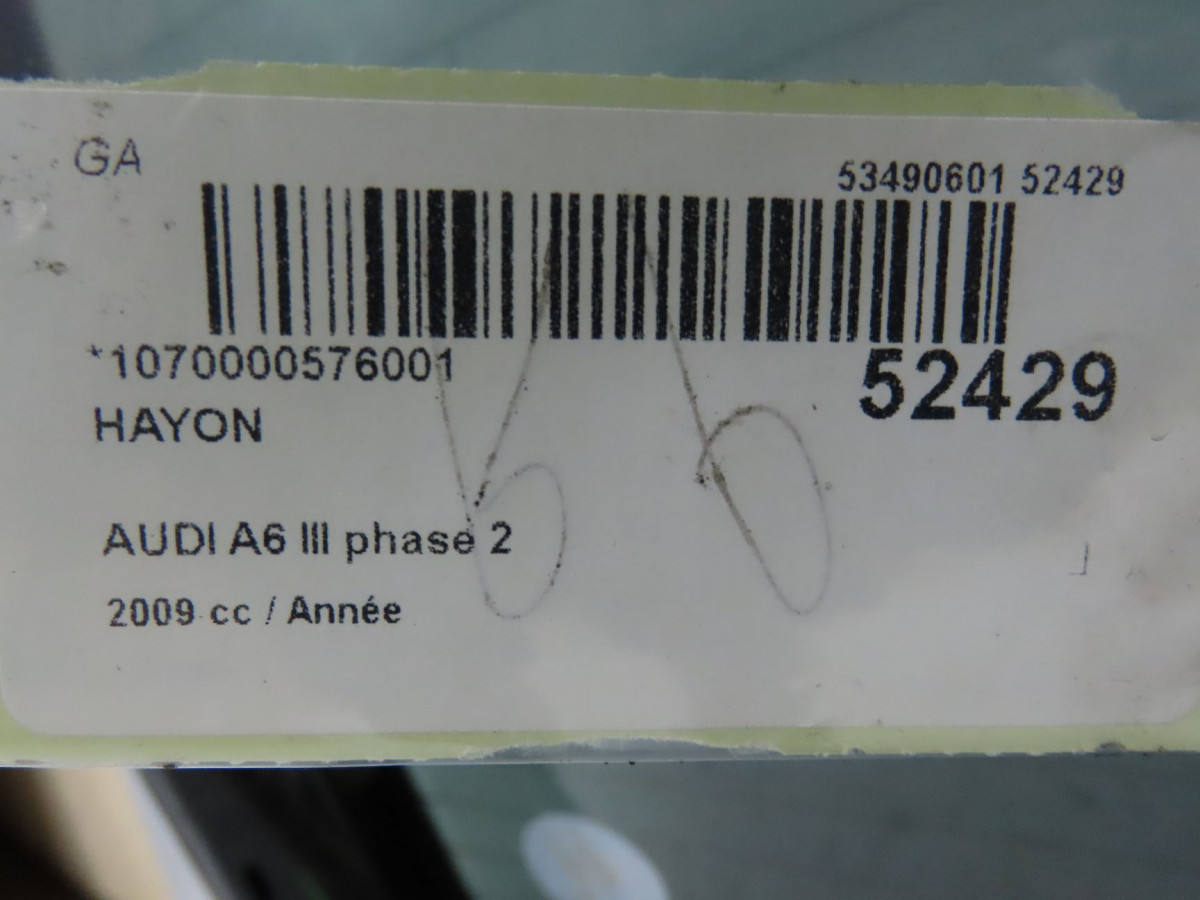 GA
53490601 52429
*1070000576001
52429
HAYON
AUDI A6 III phase 2
2009 cc / Année